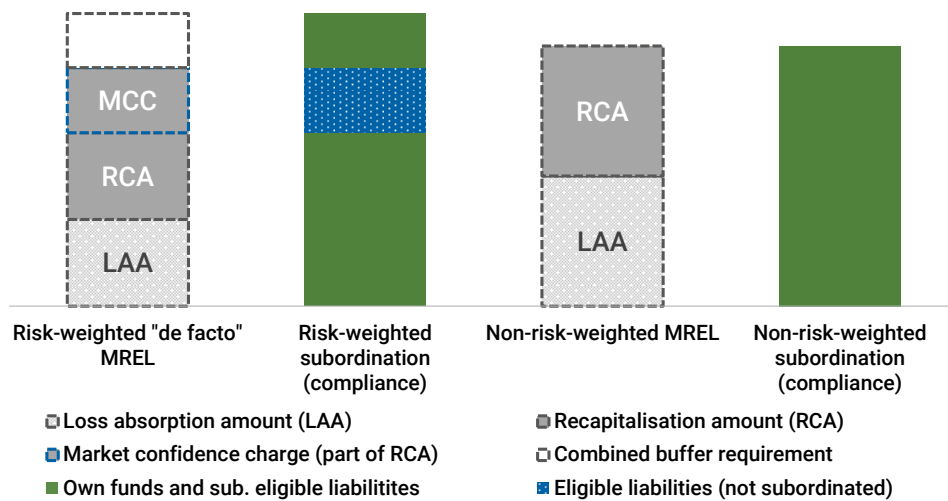 MCC
RCA
LAA
RCA
LAA
Risk-weighted "de facto"
MREL
Risk-weighted
subordination
(compliance)
Non-risk-weighted MREL
Non-risk-weighted
subordination
(compliance)
Loss absorption amount (LAA)
Recapitalisation amount (RCA)
Market confidence charge (part of RCA)
Combined buffer requirement
Own funds and sub. eligible liabilitites
Eligible liabilities (not subordinated)